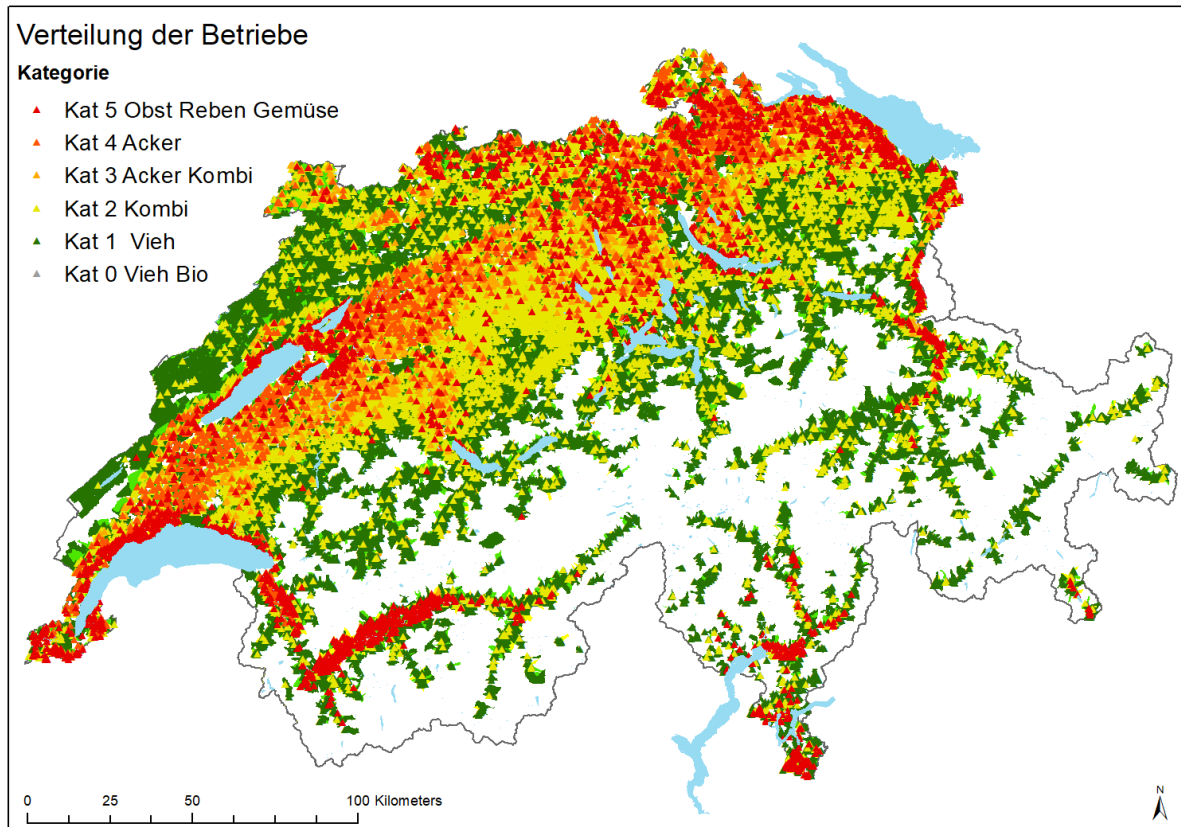 Verteilung der Betriebe
Kategorie
Kat 5 Obst Reben Gemüse
Kat 4 Acker
Kat 3 Acker Kombi
Kat 2 Kombi
Kat 1 Vieh
Kat 0 Vieh Bio
0 25 50 100 Kilometers
N